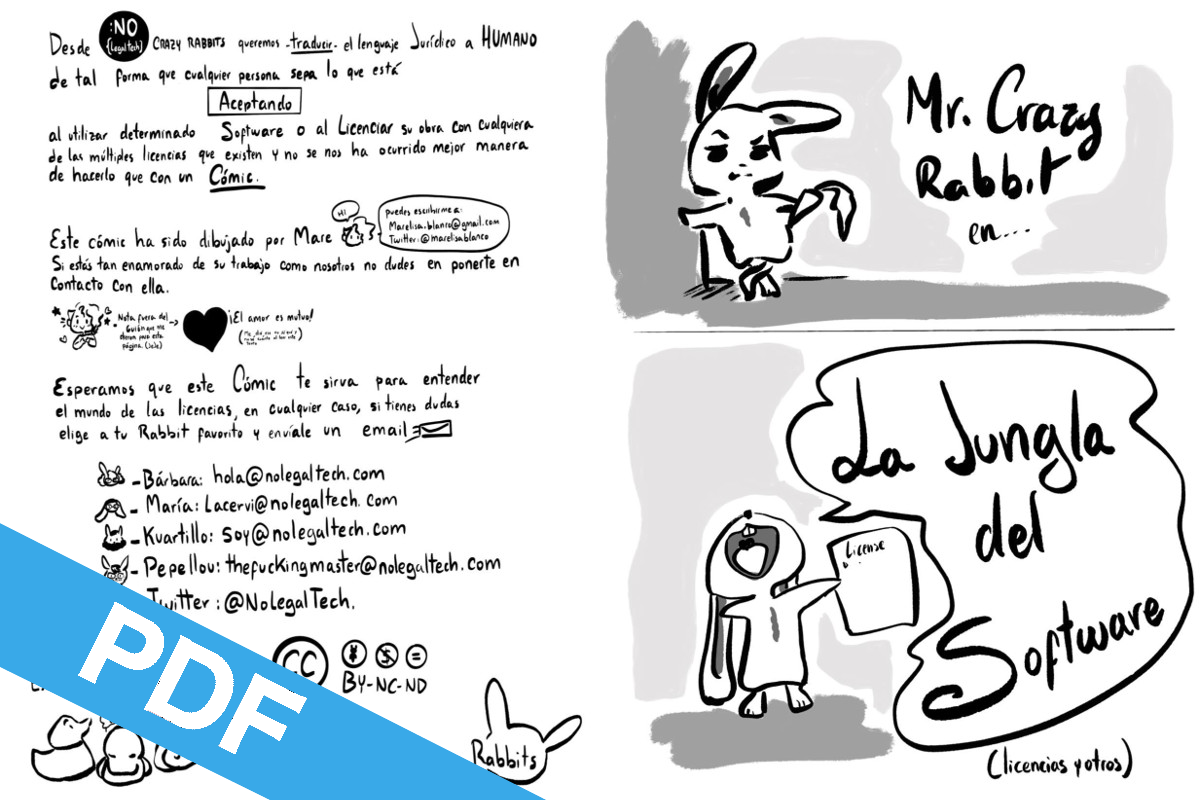 Desde :NO {legaltech} CRAZY RABBITS queremos -traducir- el lenguaje Jurídico a HUMANO
de tal forma que cualquier persona sepa lo que está
Aceptando
al utilizar determinado Software o al Licenciar su obra con cualquiera
de las múltiples licencias que existen y no se nos ha ocurrido mejor manera
de hacerlo que con un Cómic.
Este cómic ha sido dibujado por Mare
Hi!
puedes escribirme a:
Marelisa.blanco@gmail.com
Twitter: @marelisablanco
Si estás tan enamorado de su trabajo como nosotros no dudes en ponerte en
Contacto con ella.
Nota fuera del
Guión que me
dieron para esta
página. (jeje)
¡El amor es mutuo!
Esperamos que este Cómic te sirva para entender
el mundo de las licencias, en cualquier caso, si tienes dudas
elige a tu Rabbit favorito y envíale un email
-Bárbara: hola@nolegaltech.com
- María: Lacervi@nolegaltech.com
- Kuartillo: soy@nolegaltech.com
- Pepellou: thefuckingmaster@nolegaltech.com
Twitter: @NoLegalTech.
CC
BY-NC-ND
Rabbits
PDF
Mr. Crazy
Rabbit
en...
License
La Jungla
del
Software
(licencias y otros)